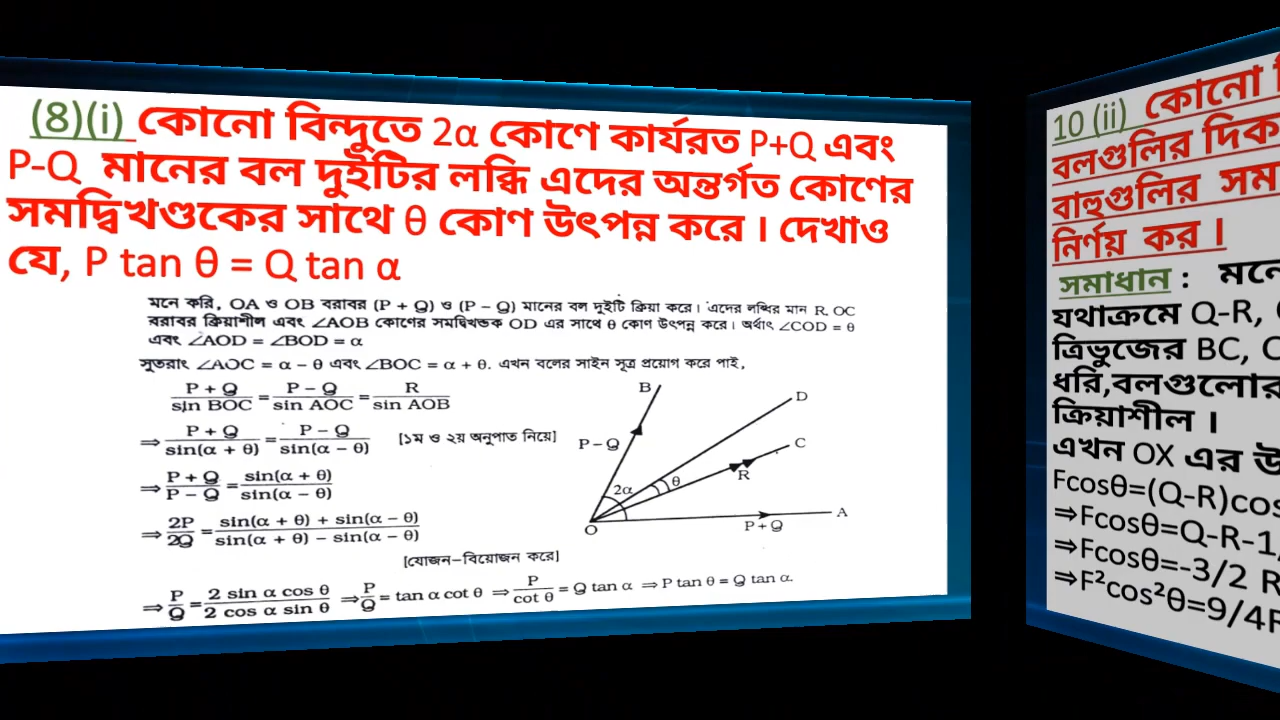 (8)(i) কোনো বিন্দুতে 2α কোণে কার্যরত P+Q এবং
P-Q মানের বল দুইটির লব্ধি এদের অন্তর্গত কোণের
সমদ্বিখণ্ডকের সাথে θ কোণ উৎপন্ন করে । দেখাও
যে, P tan θ = Q tan α
মনে করি, OA ও OB বরাবর (P + Q) ও (P − Q) মানের বল দুইটি ক্রিয়া করে। এদের লব্ধির মান R, OC
বরাবর ক্রিয়াশীল এবং ∠AOB কোণের সমদ্বিখন্ডক OD এর সাথে θ কোণ উৎপন্ন করে। অর্থাৎ ∠COD = θ
এবং ∠AOD = ∠BOD = α
সুতরাং ∠AOC = α − θ এবং ∠BOC = α + θ. এখন বলের সাইন সূত্র প্রয়োগ করে পাই,
P + Q / sin BOC = P − Q / sin AOC = R / sin AOB
⇒ P + Q / sin(α + θ) = P − Q / sin(α − θ) [১ম ও ২য় অনুপাত নিয়ে]
⇒ P + Q / P − Q = sin(α + θ) / sin(α − θ)
⇒ 2P / 2Q = sin(α + θ) + sin(α − θ) / sin(α + θ) − sin(α − θ)
[যোজন-বিয়োজন করে]
⇒ P / Q = 2 sin α cos θ / 2 cos α sin θ ⇒ P / Q = tan α cot θ ⇒ P / cot θ = Q tan α ⇒ P tan θ = Q tan α.
B
D
P − Q
C
θ
R
2α
O
P + Q
A
10 (ii) কোনো
বলগুলির দিক
বাহুগুলির সম
নির্ণয় কর ।
সমাধান : মনে
যথাক্রমে Q-R,
ত্রিভুজের BC, C
ধরি,বলগুলোর
ক্রিয়াশীল ।
এখন OX এর উ
Fcosθ=(Q-R)cos
⇒Fcosθ=Q-R-1/
⇒Fcosθ=-3/2 R
⇒F²cos²θ=9/4R